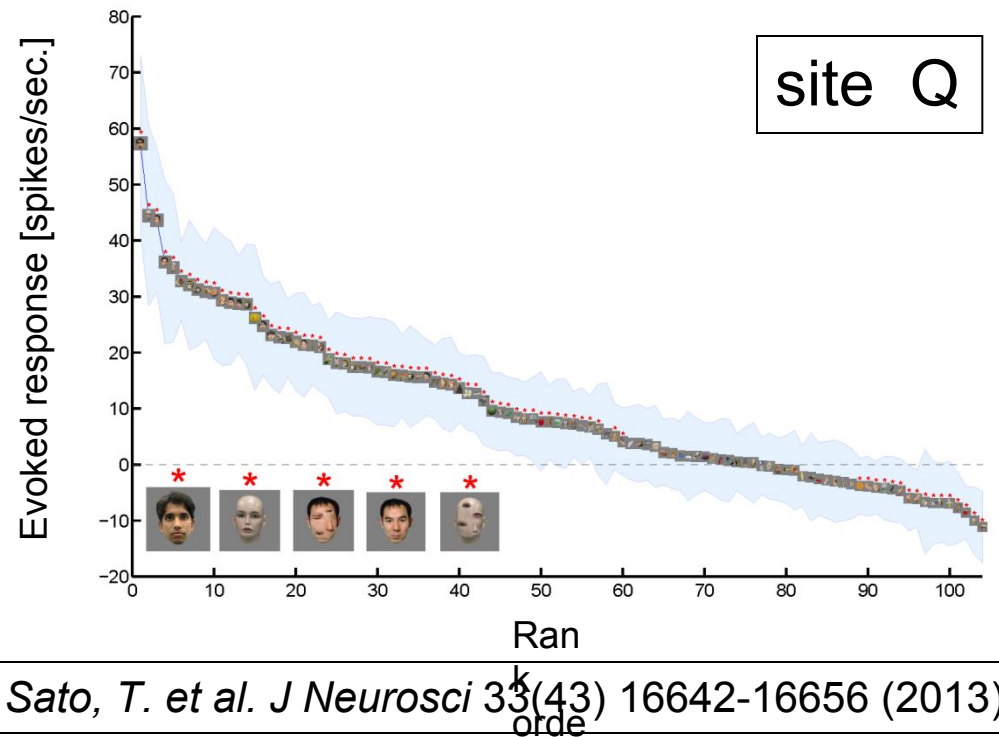 80
70
60
50
40
30
20
10
0
−10
−20
Evoked response [spikes/sec.]
site Q
* * * * *
0 10 20 30 40 50 60 70 80 90 100
Ran
k
orde
Sato, T. et al. J Neurosci 33(43) 16642-16656 (2013)